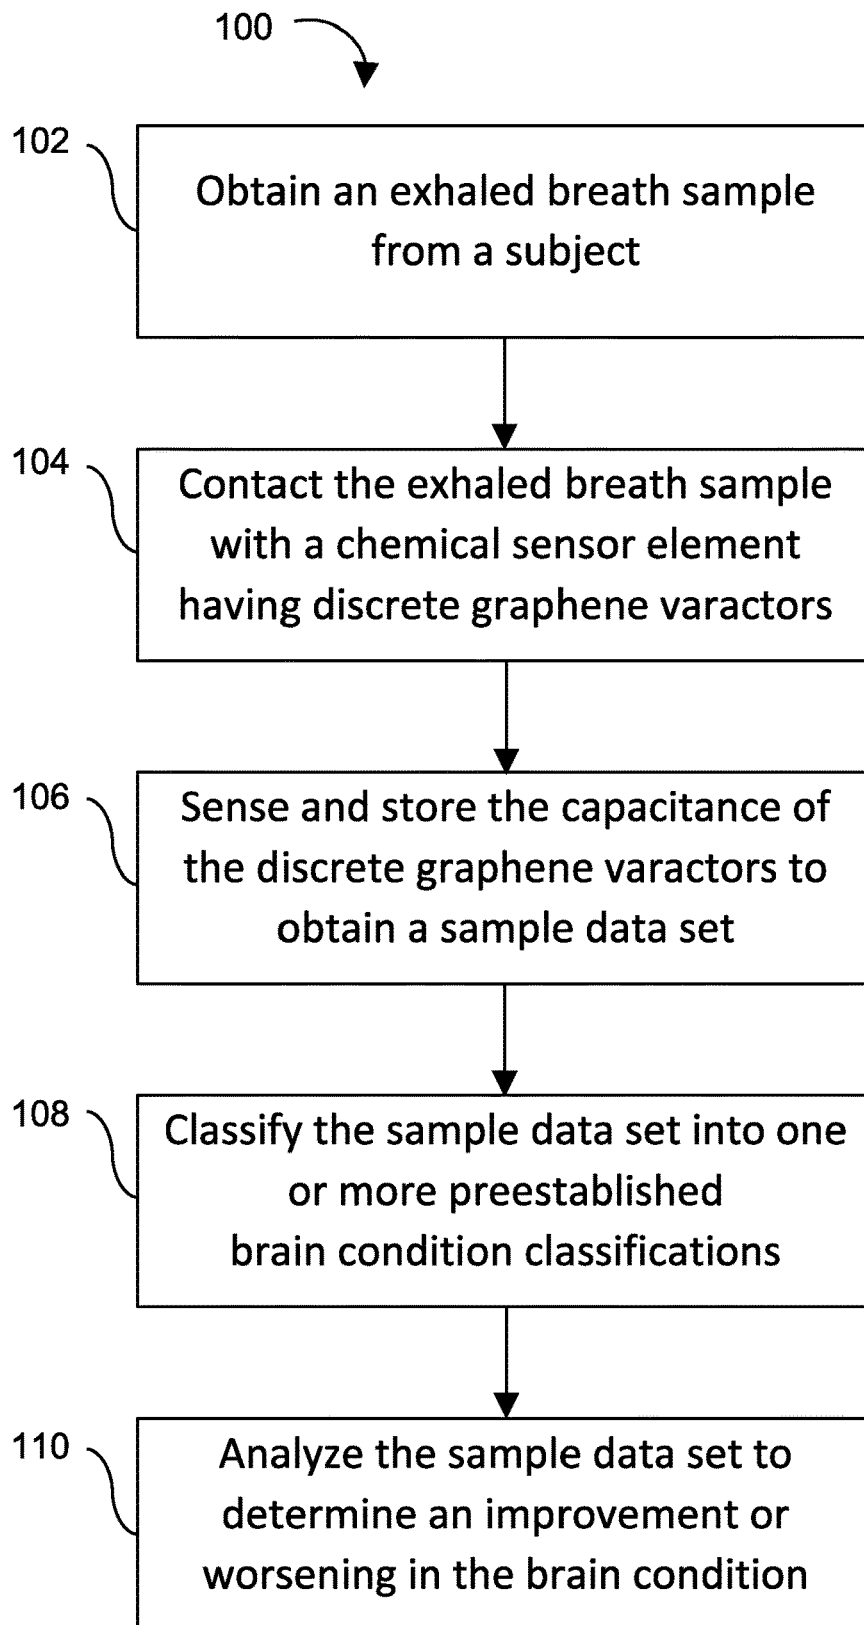 100
102
Obtain an exhaled breath sample
from a subject
104
Contact the exhaled breath sample
with a chemical sensor element
having discrete graphene varactors
106
Sense and store the capacitance of
the discrete graphene varactors to
obtain a sample data set
108
Classify the sample data set into one
or more preestablished
brain condition classifications
110
Analyze the sample data set to
determine an improvement or
worsening in the brain condition